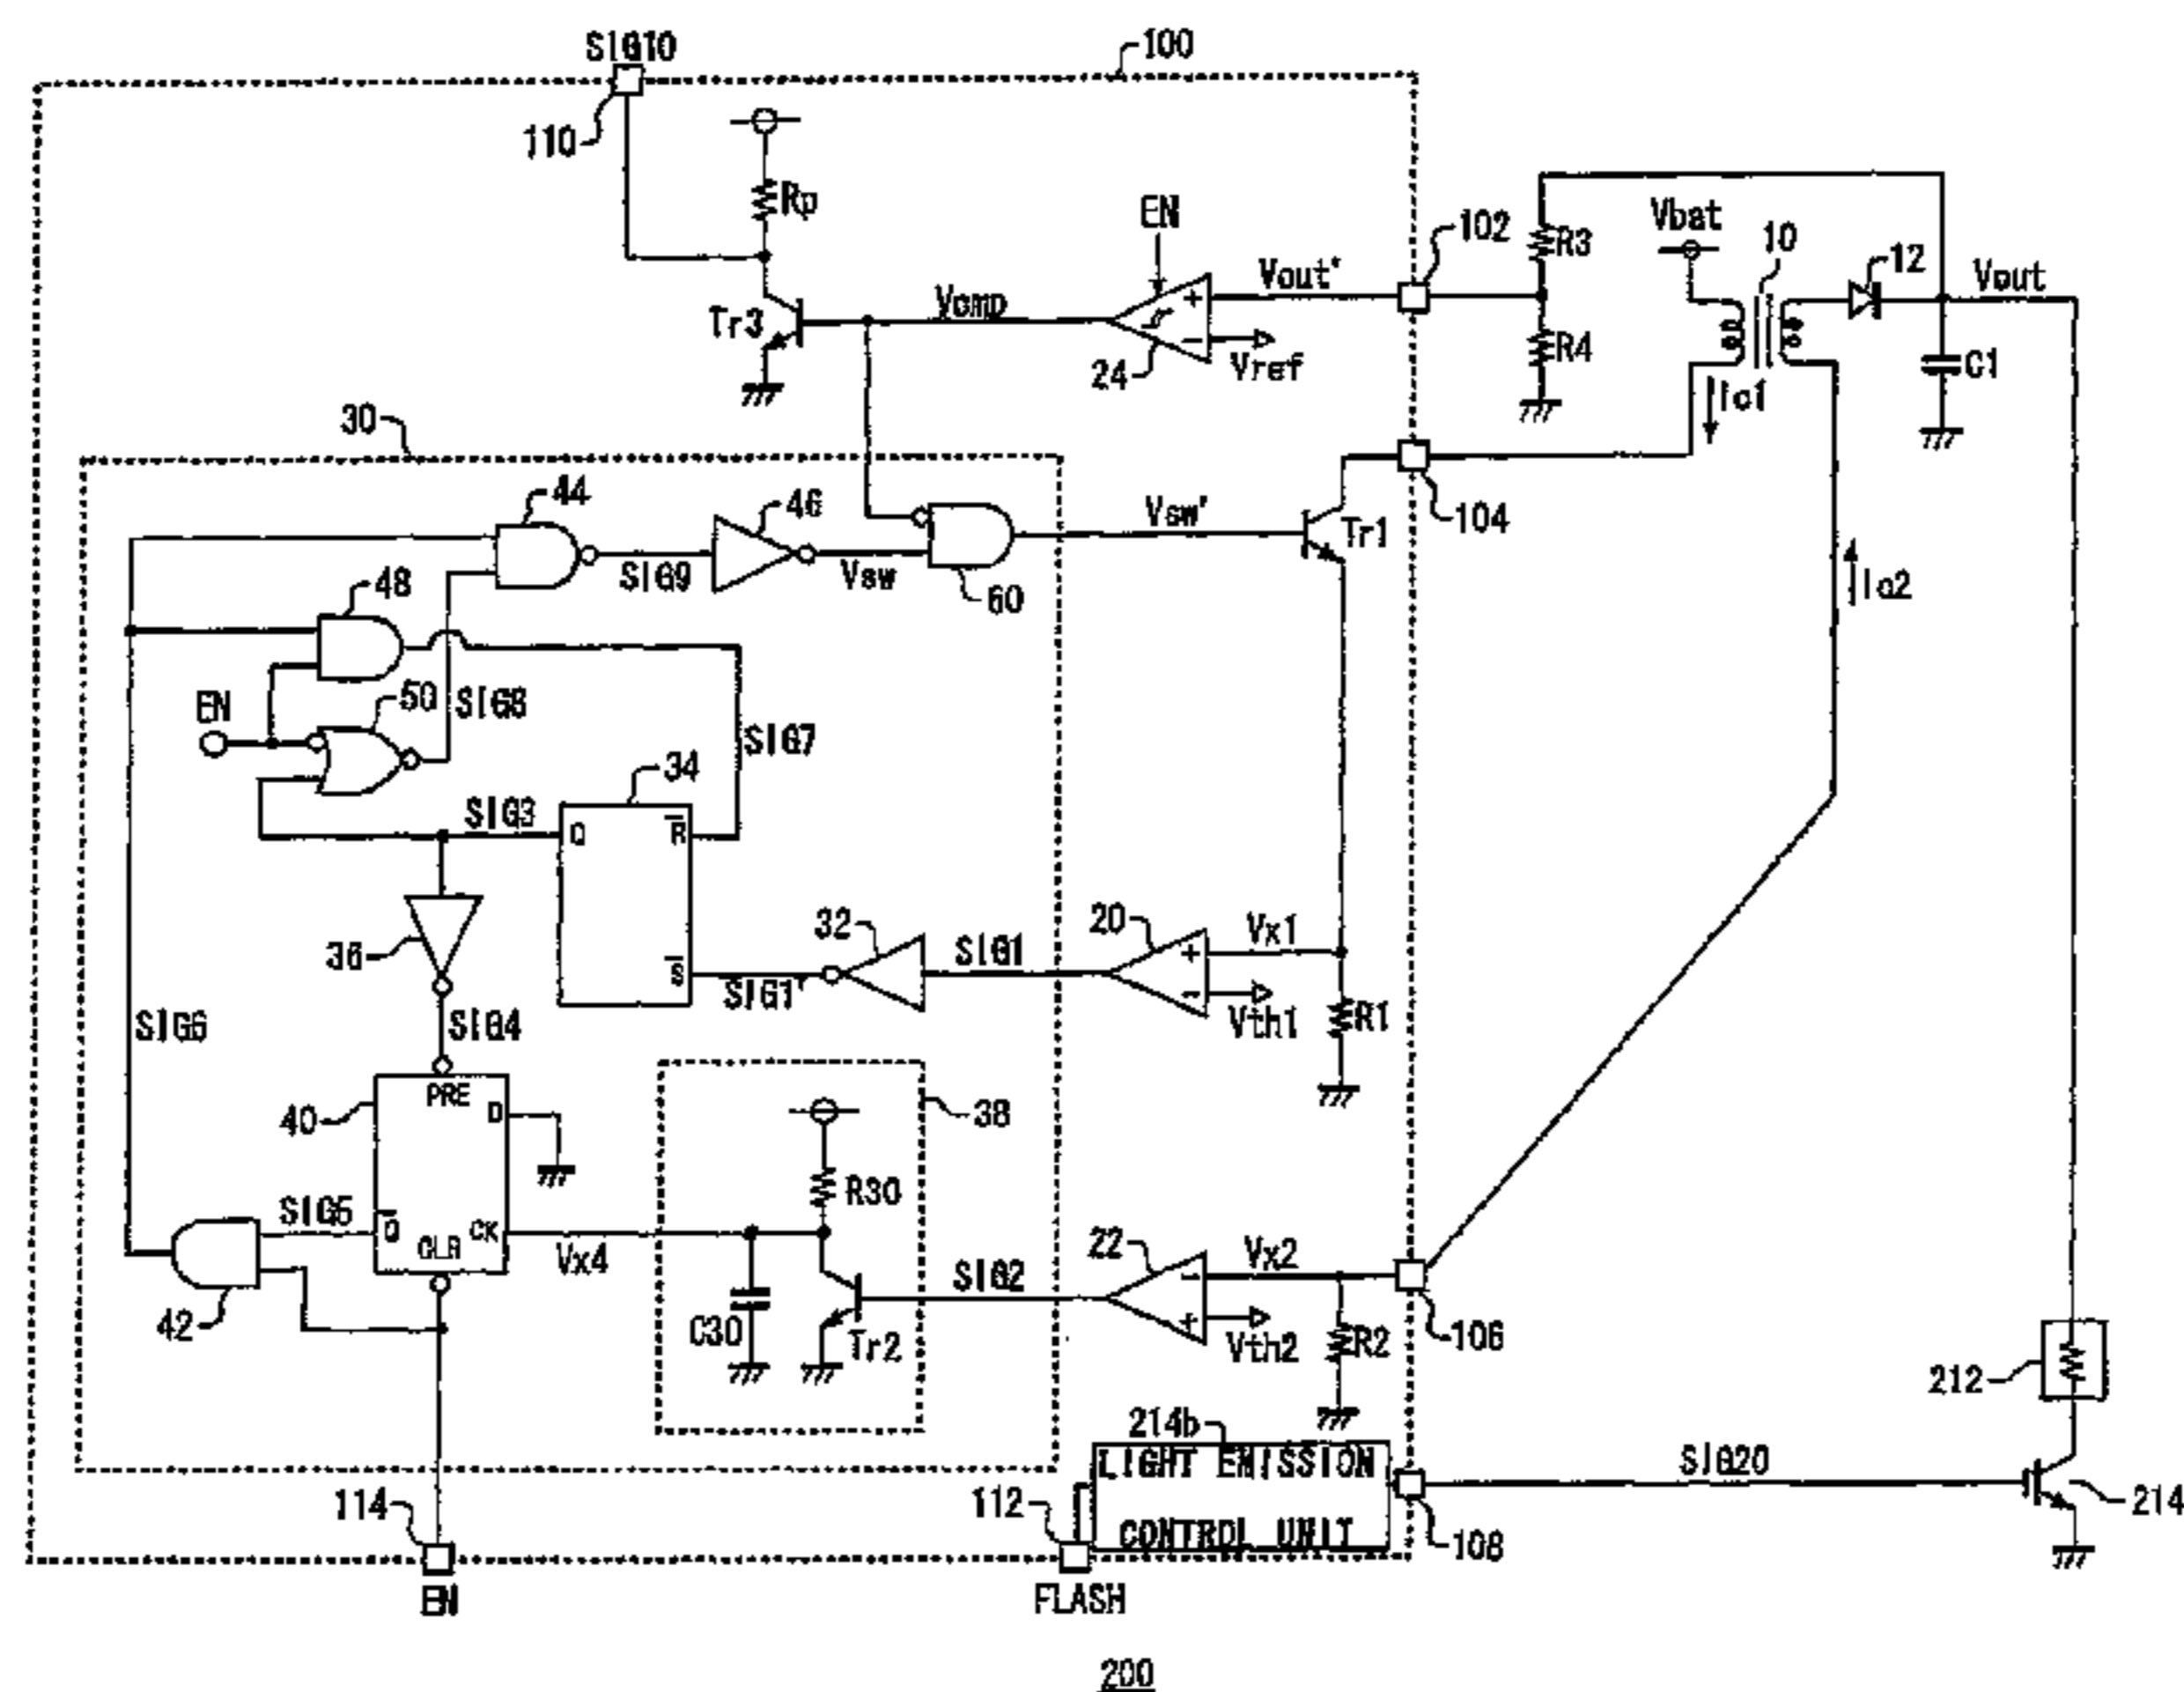 SIG10
100
110
Rp
EN
102
R3
Vbat
10
12
Vout
Vout'
Vcmp
Tr3
24
Vref
R4
Ic1
C1
30
104
44
46
Vsw'
Tr1
SIG9
Vsw
60
Ic2
48
50
SIG8
EN
SIG7
34
SIG3
Q
R
36
32
SIG1
20
Vx1
S
SIG1'
Vth1
R1
SIG6
SIG4
40
PRE
D
38
R30
SIG5
Q
CLR
CK
Vx4
22
Vx2
SIG2
42
C30
Tr2
Vth2
R2
106
212
214b
LIGHT EMISSION
CONTROL UNIT
SIG20
114
112
108
214
EN
FLASH
200